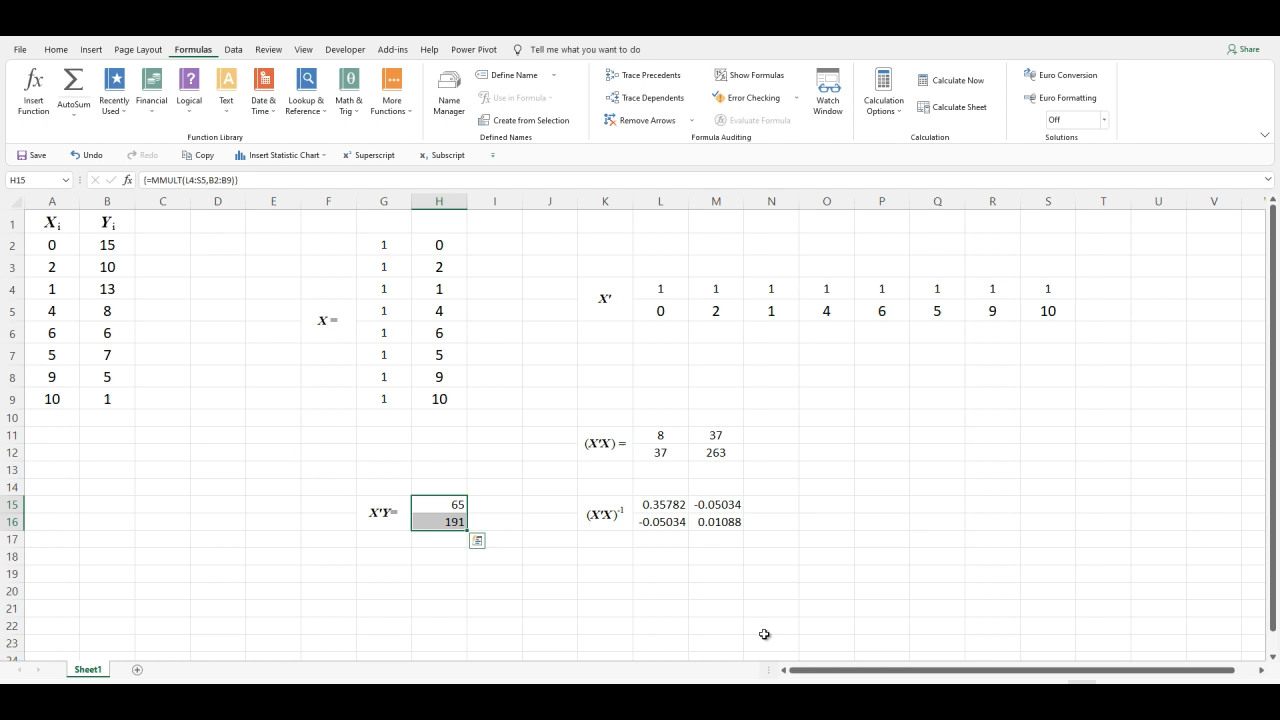 File Home Insert Page Layout Formulas Data Review View Developer Add-ins Help Power Pivot Tell me what you want to do Share
fx Insert Function
AutoSum
Recently Used
Financial
Logical
Text
Date & Time
Lookup & Reference
Math & Trig
More Functions
Function Library
Name Manager
Define Name
Use in Formula
Create from Selection
Defined Names
Trace Precedents
Trace Dependents
Remove Arrows
Show Formulas
Error Checking
Evaluate Formula
Watch Window
Formula Auditing
Calculation Options
Calculate Now
Calculate Sheet
Calculation
Euro Conversion
Euro Formatting
Off
Solutions
Save Undo Redo Copy Insert Statistic Chart x² Superscript x₂ Subscript
H15 fx {=MMULT(L4:S5,B2:B9)}
A B C D E F G H I J K L M N O P Q R S T U V
1 Xi Yi
2 0 15 1 0
3 2 10 1 2
4 1 13 1 1 1 1 1 1 1 1 1 1
X'
5 4 8 1 4 0 2 1 4 6 5 9 10
X =
6 6 6 1 6
7 5 7 1 5
8 9 5 1 9
9 10 1 1 10
10
11 8 37
(X'X) =
12 37 263
13
14
15 65 0.35782 -0.05034
X'Y= (X'X)-1
16 191 -0.05034 0.01088
17
18
19
20
21
22
23
24
Sheet1